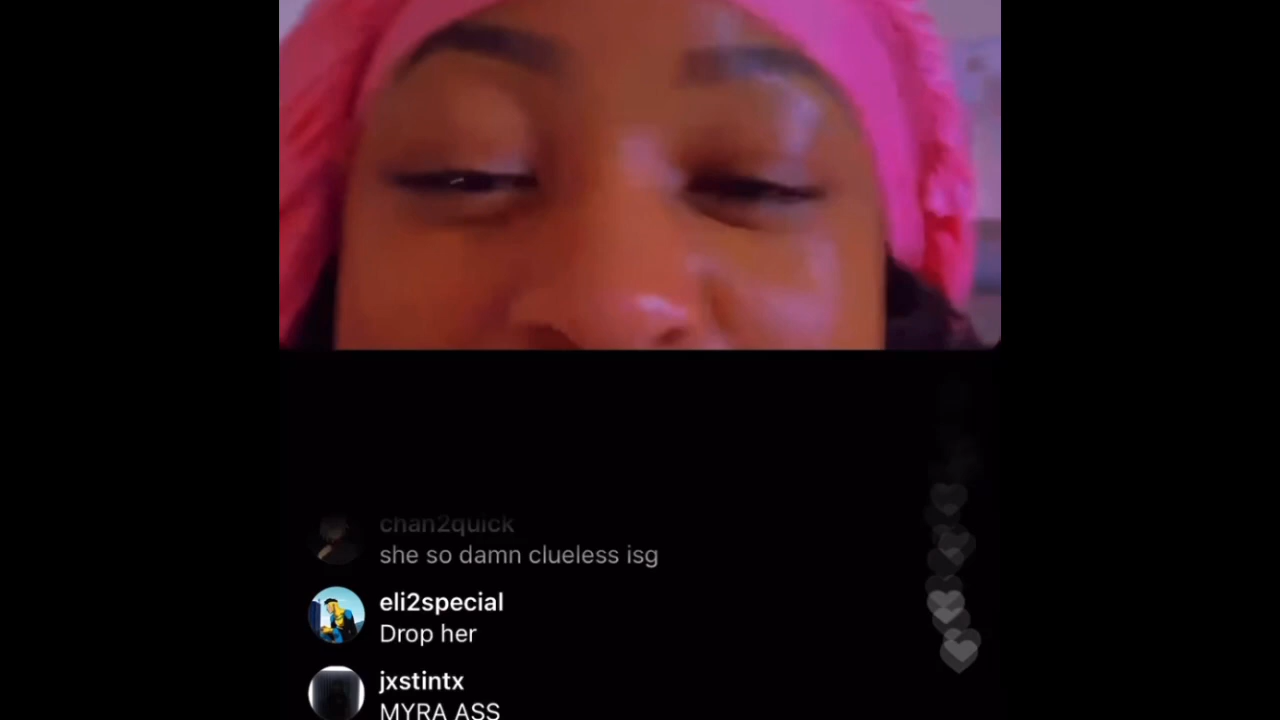 chan2quick
she so damn clueless isg
eli2special
Drop her
jxstintx
MYRA ASS